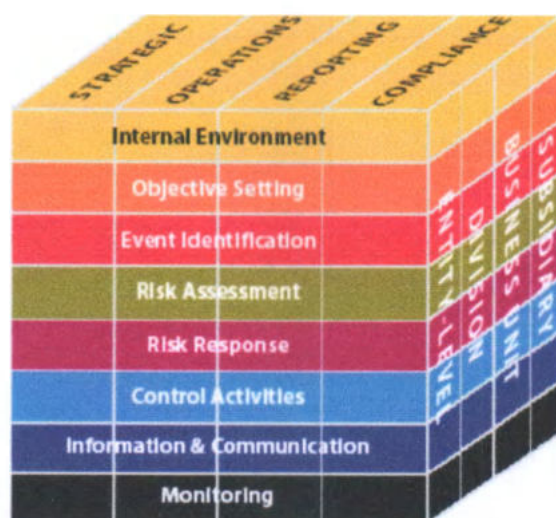 STRATEGIC
OPERATIONS
REPORTING
COMPLIANCE
Internal Environment
Objective Setting
Event Identification
Risk Assessment
Risk Response
Control Activities
Information & Communication
Monitoring
ENTITY-LEVEL
DIVISION
BUSINESS UNIT
SUBSIDIARY